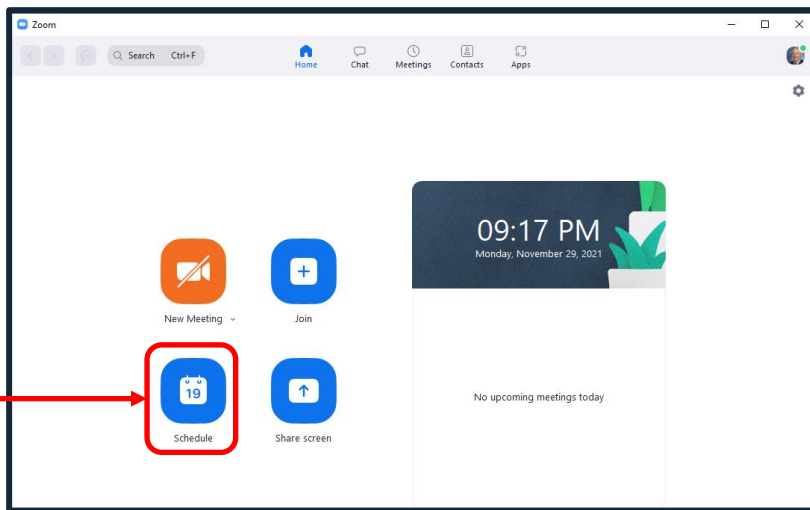 Zoom
Search Ctrl+F
Home Chat Meetings Contacts Apps
09:17 PM
Monday, November 29, 2021
New Meeting
Join
19
Schedule
Share screen
No upcoming meetings today